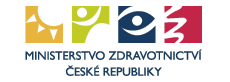 MINISTERSTVO ZDRAVOTNICTVÍ
ČESKÉ REPUBLIKY